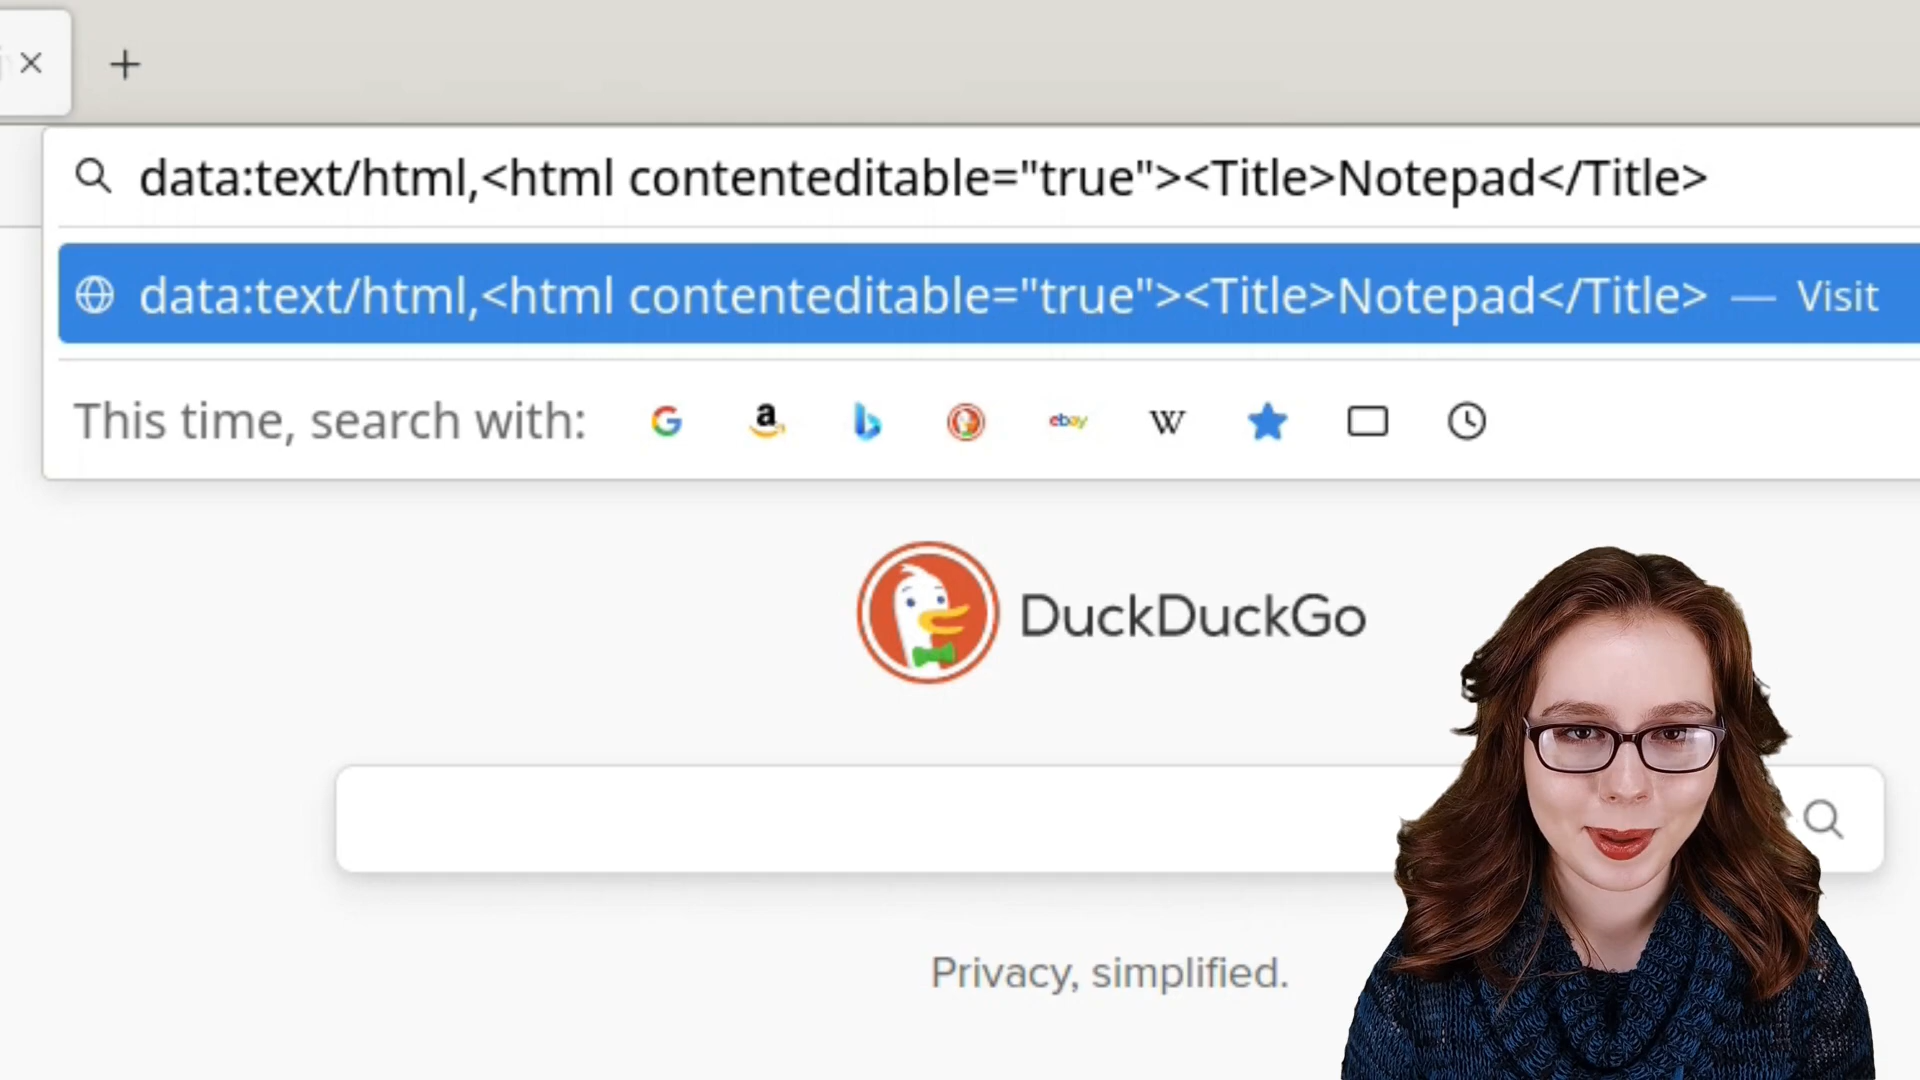 data:text/html,<html contenteditable="true"><Title>Notepad</Title>
data:text/html,<html contenteditable="true"><Title>Notepad</Title> — Visit
This time, search with:
a
ebay
W
DuckDuckGo
Privacy, simplified.